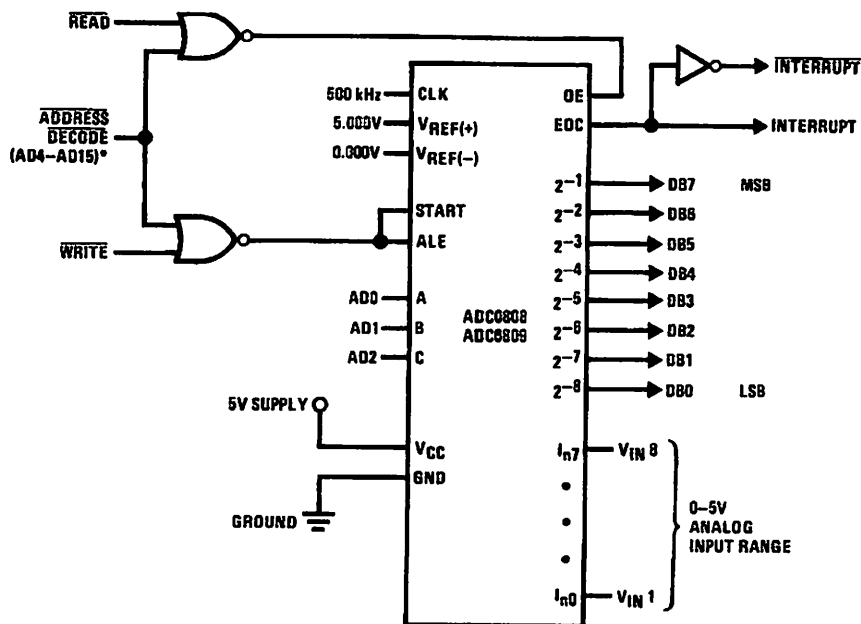 READ
ADDRESS
DECODE
(AD4–AD15)*
WRITE
500 kHz
CLK
5.000V
VREF(+)
0.000V
VREF(−)
START
ALE
AD0
A
AD1
B
AD2
C
5V SUPPLY
VCC
GND
GROUND
ADC0808
ADC0809
OE
EOC
INTERRUPT
INTERRUPT
2−1
DB7
MSB
2−2
DB6
2−3
DB5
2−4
DB4
2−5
DB3
2−6
DB2
2−7
DB1
2−8
DB0
LSB
In7
VIN 8
0–5V
ANALOG
INPUT RANGE
In0
VIN 1